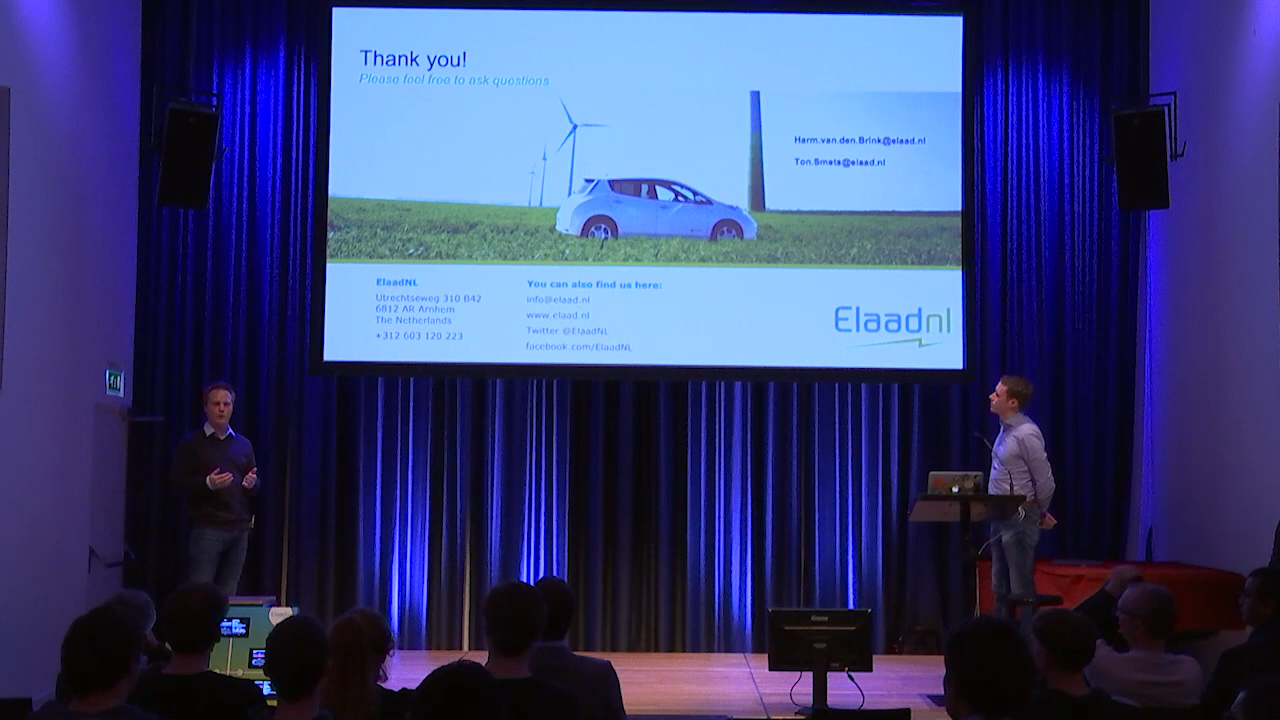 Thank you!
Please feel free to ask questions
Harm.van.den.Brink@elaad.nl
Ton.Smets@elaad.nl
ElaadNL
Utrechtseweg 310 B42
6812 AR Arnhem
The Netherlands
+312 603 120 223
You can also find us here:
info@elaad.nl
www.elaad.nl
Twitter @ElaadNL
facebook.com/ElaadNL
Elaadnl